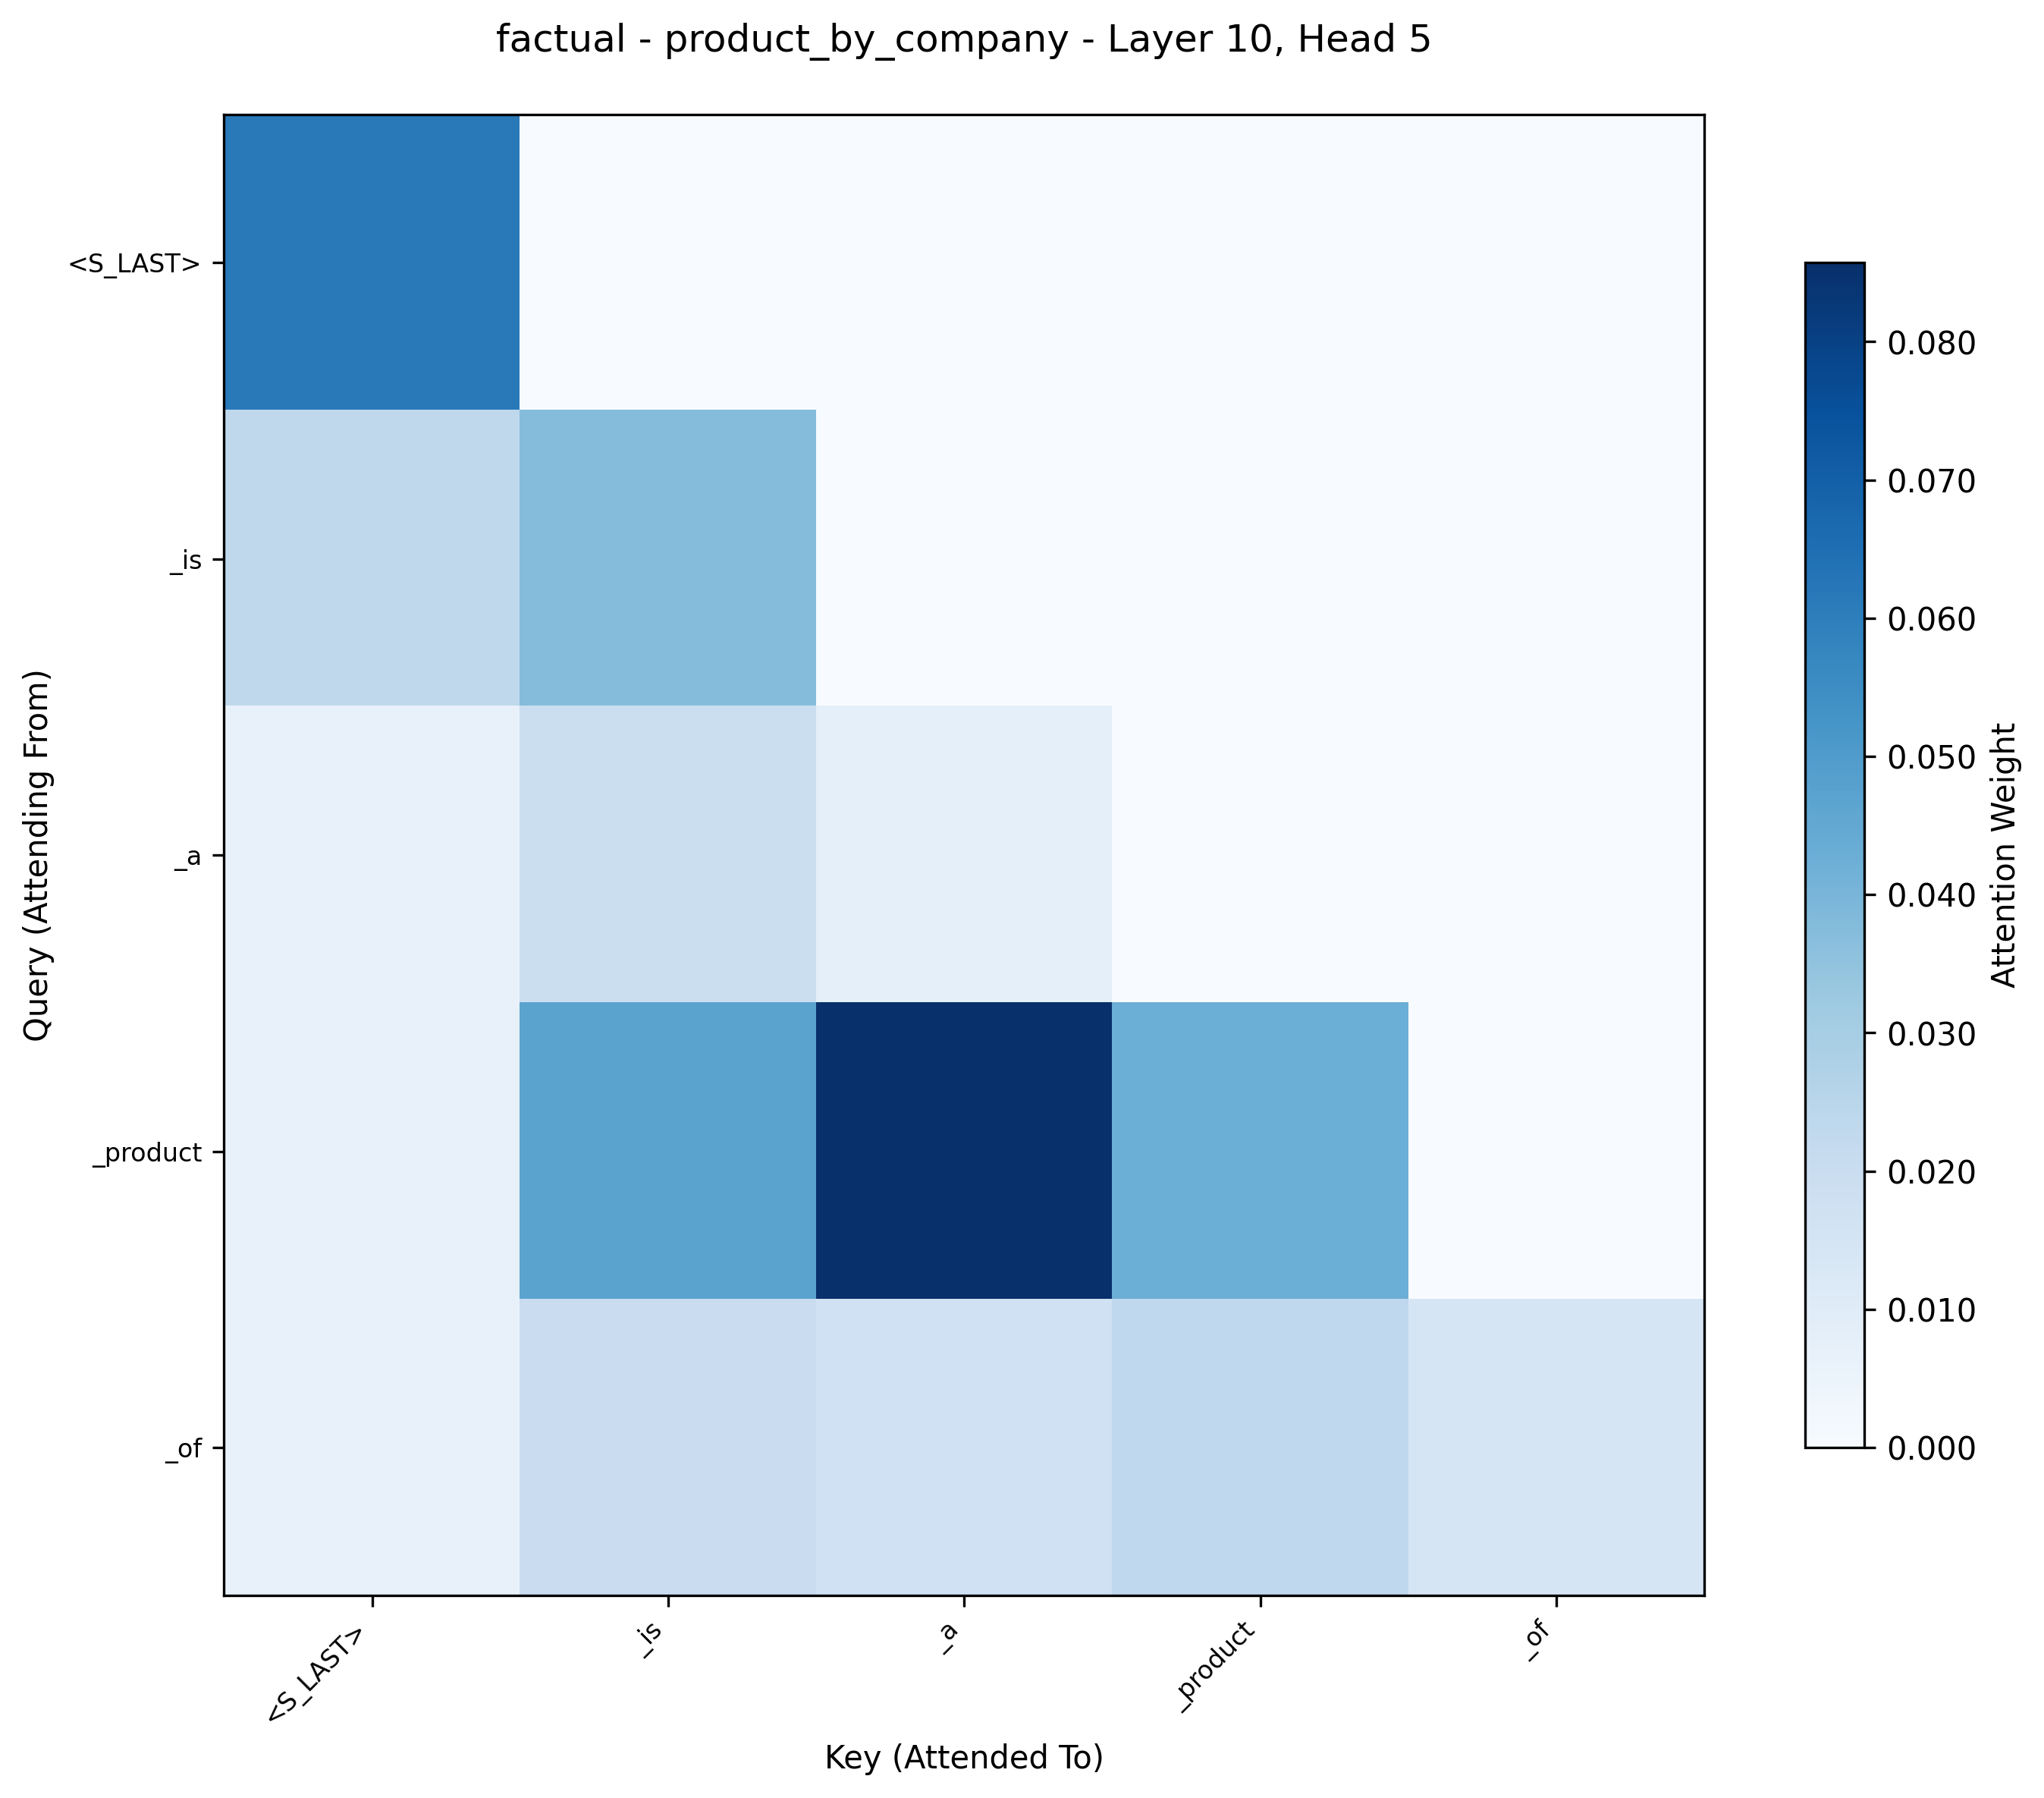 factual - product_by_company - Layer 10, Head 5
Query (Attending From)
<S_LAST>
_is
_a
_product
_of
<S_LAST>
_is
_a
_product
_of
Key (Attended To)
0.080
0.070
0.060
0.050
0.040
0.030
0.020
0.010
0.000
Attention Weight